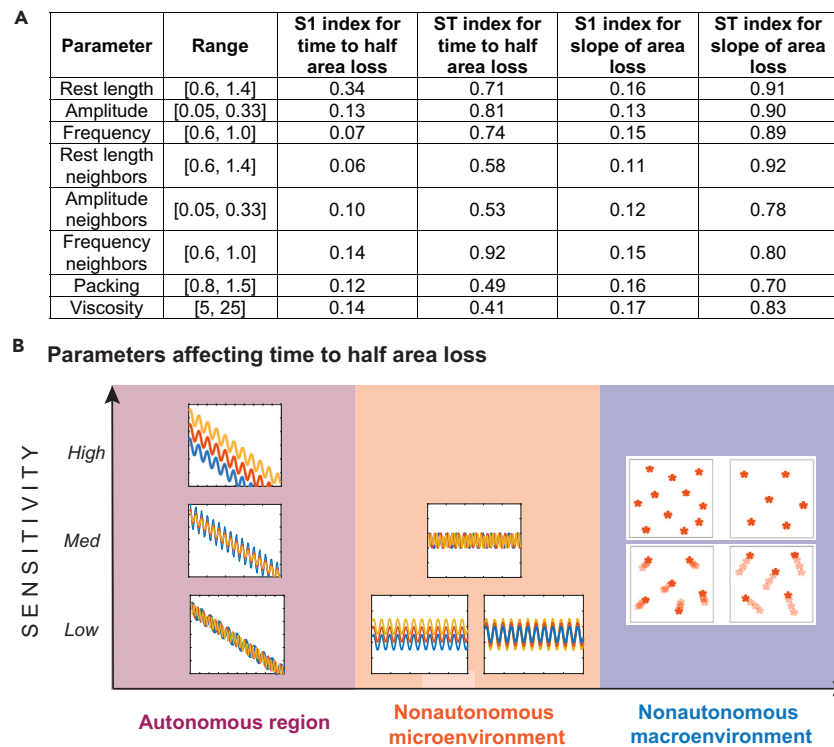 A
Parameter Range S1 index for time to half area loss ST index for time to half area loss S1 index for slope of area loss ST index for slope of area loss
Rest length [0.6, 1.4] 0.34 0.71 0.16 0.91
Amplitude [0.05, 0.33] 0.13 0.81 0.13 0.90
Frequency [0.6, 1.0] 0.07 0.74 0.15 0.89
Rest length neighbors [0.6, 1.4] 0.06 0.58 0.11 0.92
Amplitude neighbors [0.05, 0.33] 0.10 0.53 0.12 0.78
Frequency neighbors [0.6, 1.0] 0.14 0.92 0.15 0.80
Packing [0.8, 1.5] 0.12 0.49 0.16 0.70
Viscosity [5, 25] 0.14 0.41 0.17 0.83
B Parameters affecting time to half area loss
SENSITIVITY
High
Med
Low
Autonomous region
Nonautonomous
microenvironment
Nonautonomous
macroenvironment